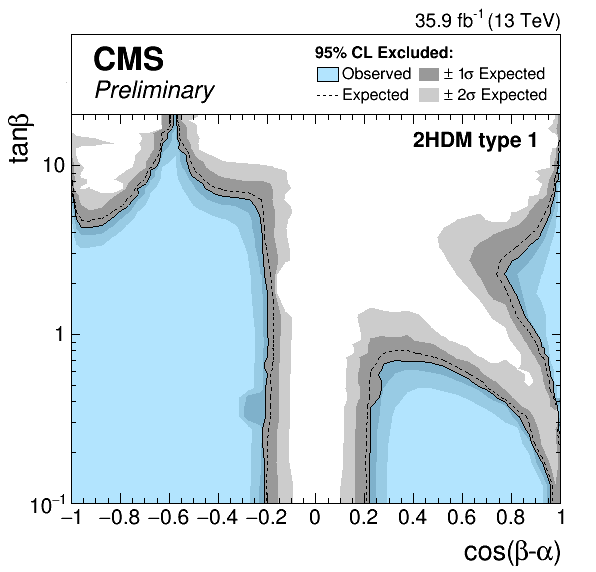 35.9 fb⁻¹ (13 TeV)
CMS
Preliminary
95% CL Excluded:
Observed ± 1σ Expected
Expected ± 2σ Expected
2HDM type 1
tanβ
10
1
10⁻¹
−1 −0.8 −0.6 −0.4 −0.2 0 0.2 0.4 0.6 0.8 1
cos(β-α)